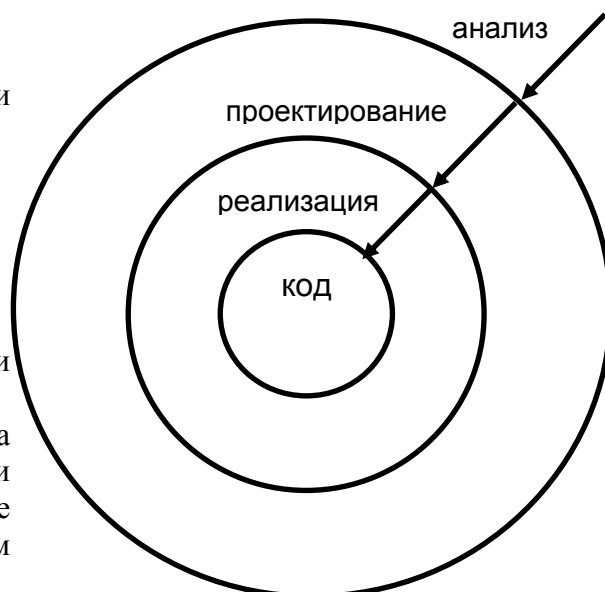 анализ
и
проектирование
реализация
код
и
а
и
е
м